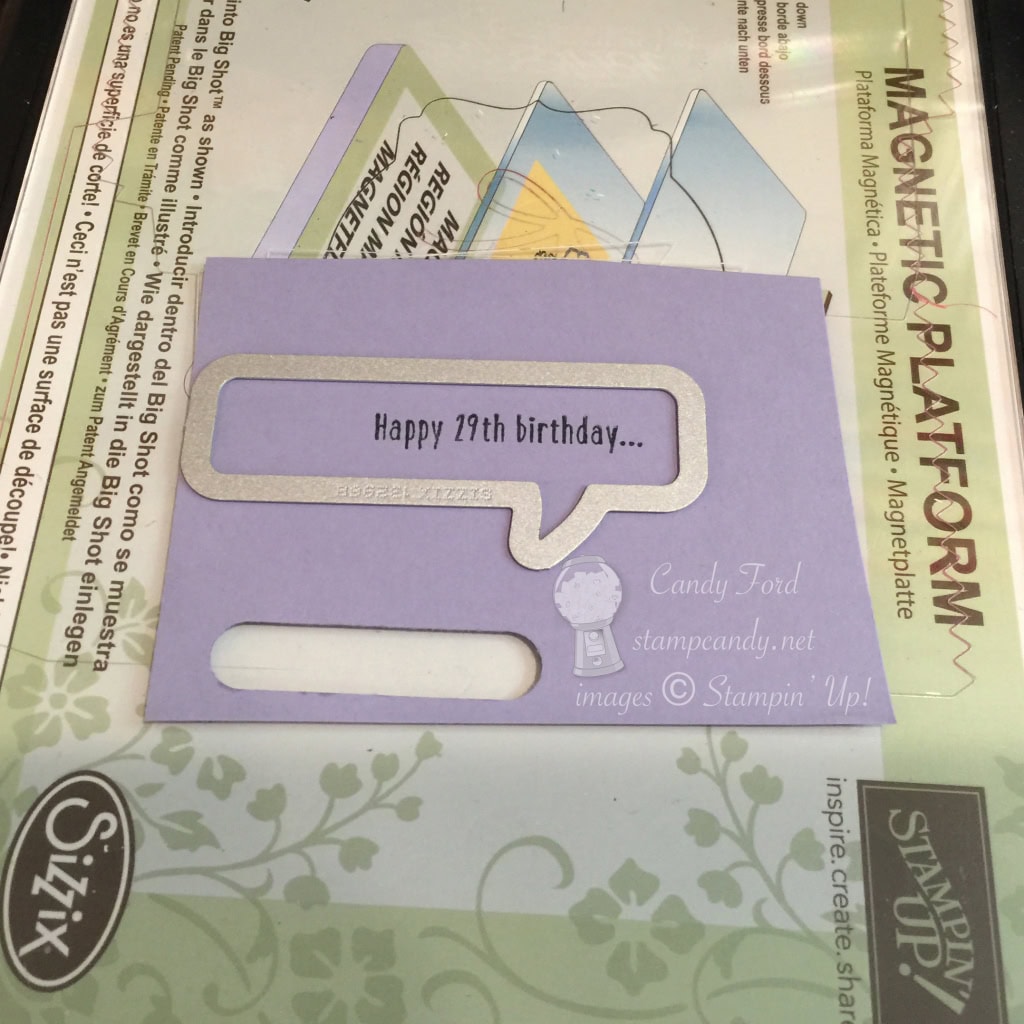 Happy 29th birthday...
Candy Ford
stampcandy.net
images © Stampin' Up!
MAGNETIC PLATFORM
Plataforma Magnética • Plateforme Magnétique • Magnetplatte
down
borde abajo
presse bord dessous
nte nach unten
REGIÓN
RÉGION M
MAGNETF
into Big Shot™ as shown • Introducir dentro del Big Shot como se muestra
r dans le Big Shot comme illustré • Wie dargestellt in die Big Shot einlegen
Patent Pending • Patente en Trámite • Brevet en Cours d'Agrément • zum Patent Angemeldet
no es una superficie de corte! • Ceci n'est pas une surface de découpe! •
Sizzix
STAMPIN' UP!
inspire. create. share